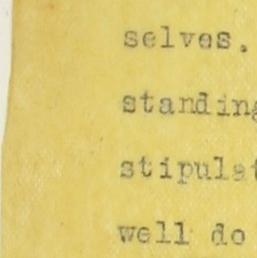 selves.
standing
stipulat
well do